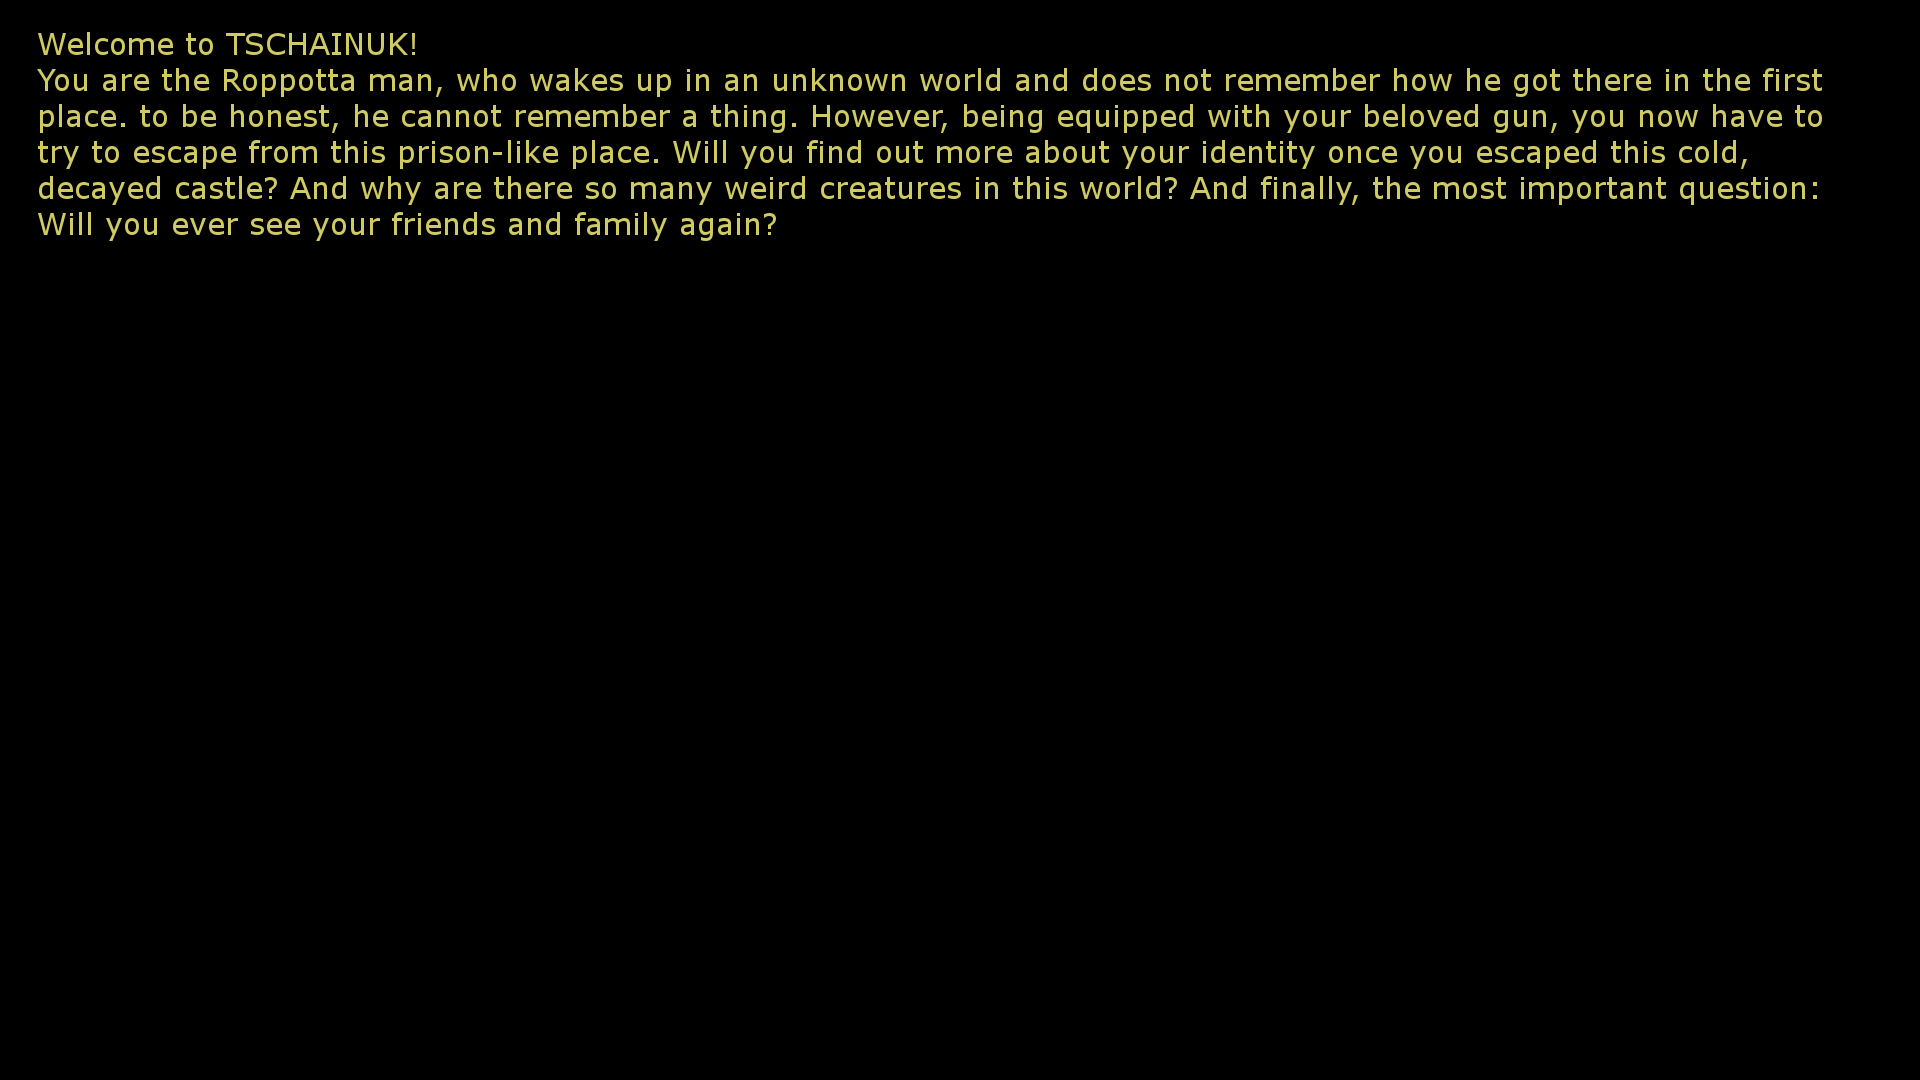 Welcome to TSCHAINUK!
You are the Roppotta man, who wakes up in an unknown world and does not remember how he got there in the first
place. to be honest, he cannot remember a thing. However, being equipped with your beloved gun, you now have to
try to escape from this prison-like place. Will you find out more about your identity once you escaped this cold,
decayed castle? And why are there so many weird creatures in this world? And finally, the most important question:
Will you ever see your friends and family again?